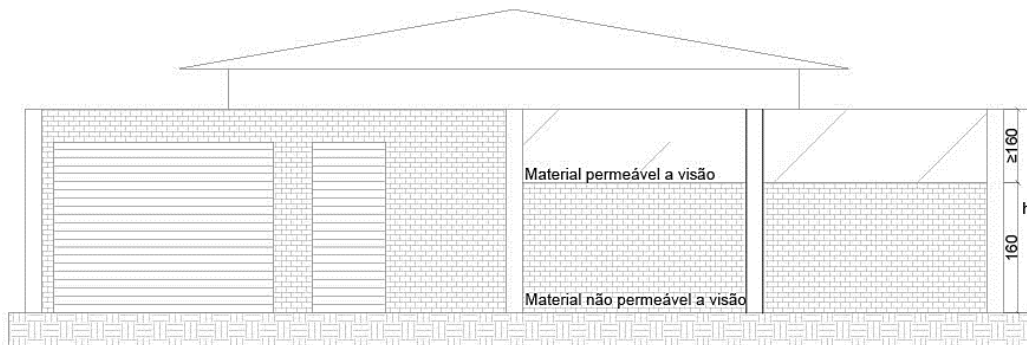 ≥160
Material permeável a visão
h
160
Material não permeável a visão